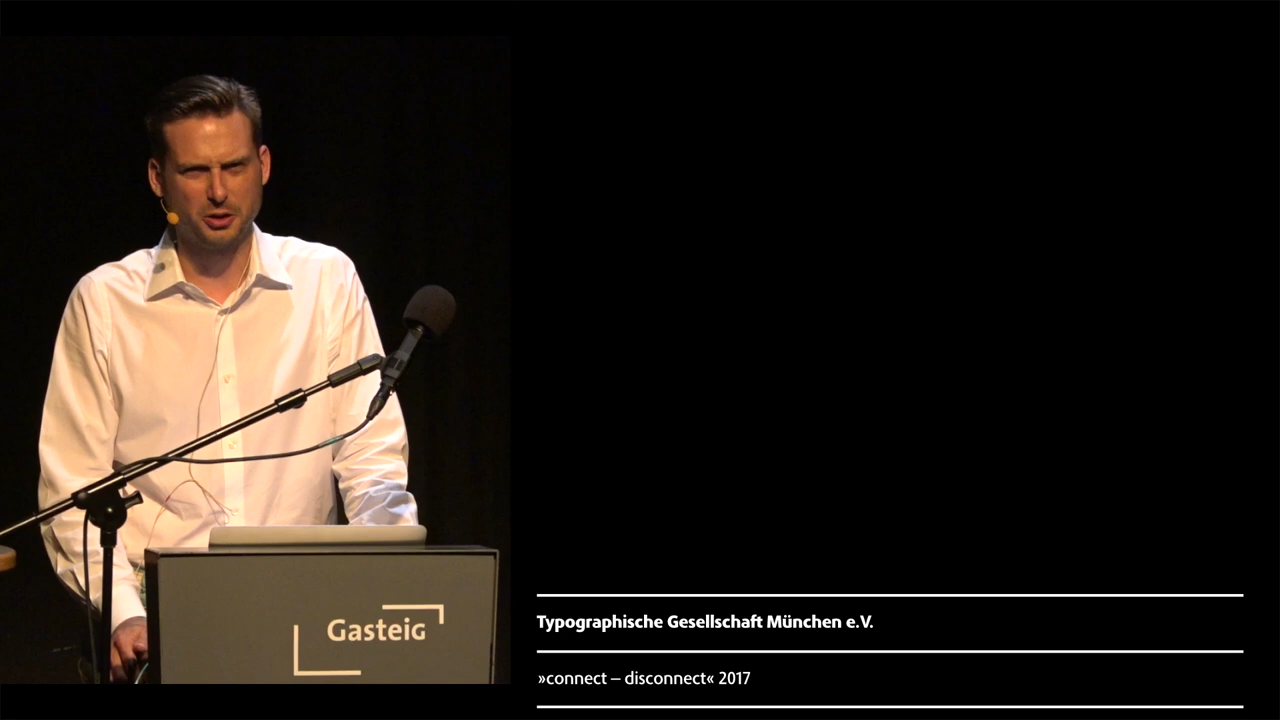 Gasteig
Typographische Gesellschaft München e.V.
»connect – disconnect« 2017